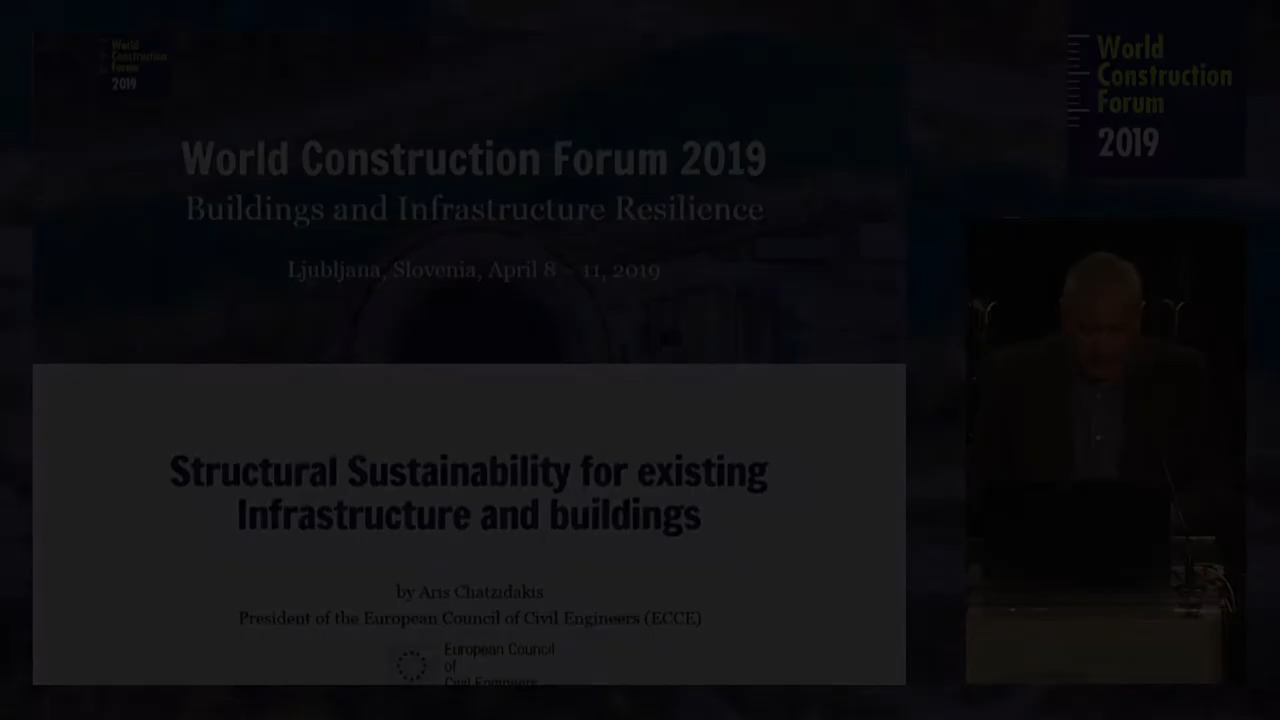 World
Construction
Forum
2019
World Construction Forum 2019
Buildings and Infrastructure Resilience
Ljubljana, Slovenia, April 8 - 11, 2019
Structural Sustainability for existing
Infrastructure and buildings
by Aris Chatzidakis
President of the European Council of Civil Engineers (ECCE)
European Council
of
Civil Engineers
World
Construction
Forum
2019